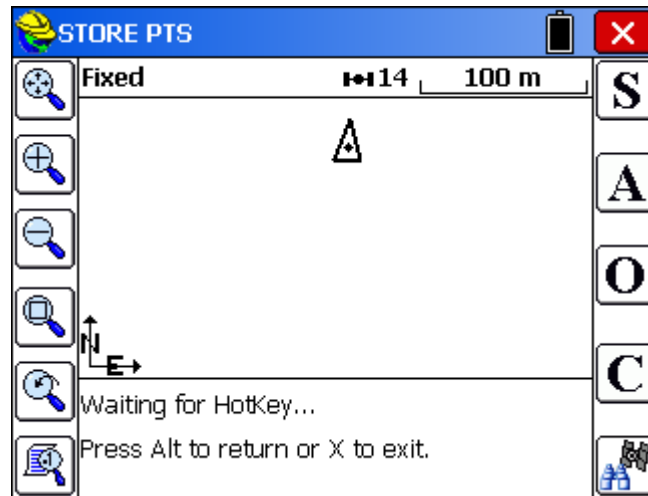 STORE PTS
Fixed 14 100 m
S
A
O
N
E
C
Waiting for HotKey...
Press Alt to return or X to exit.